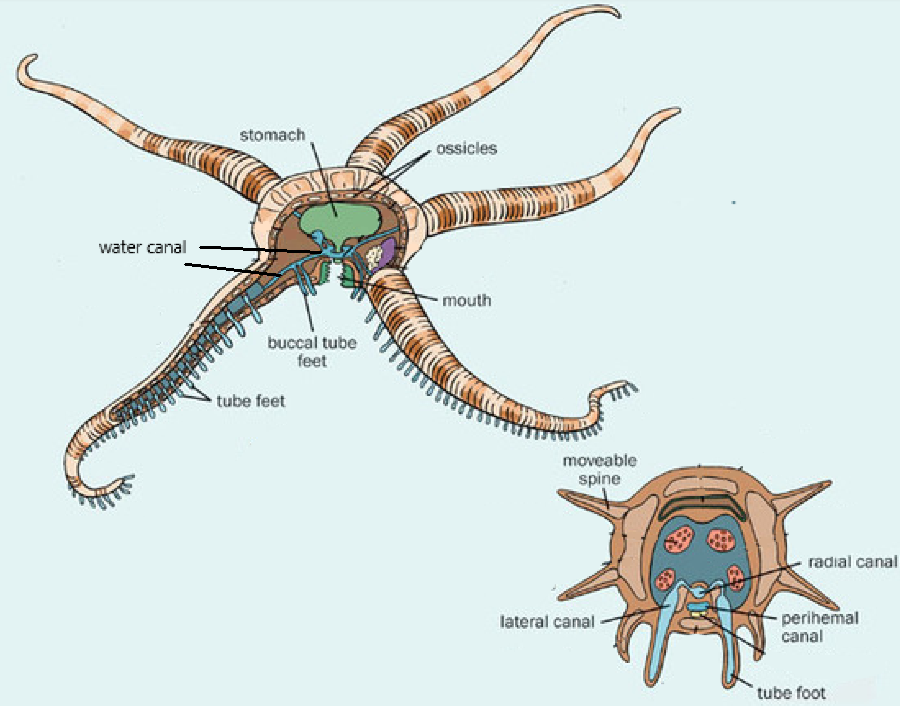 stomach
ossicles
water canal
mouth
buccal tube
feet
tube feet
moveable
spine
radial canal
lateral canal
perihemal
canal
tube foot